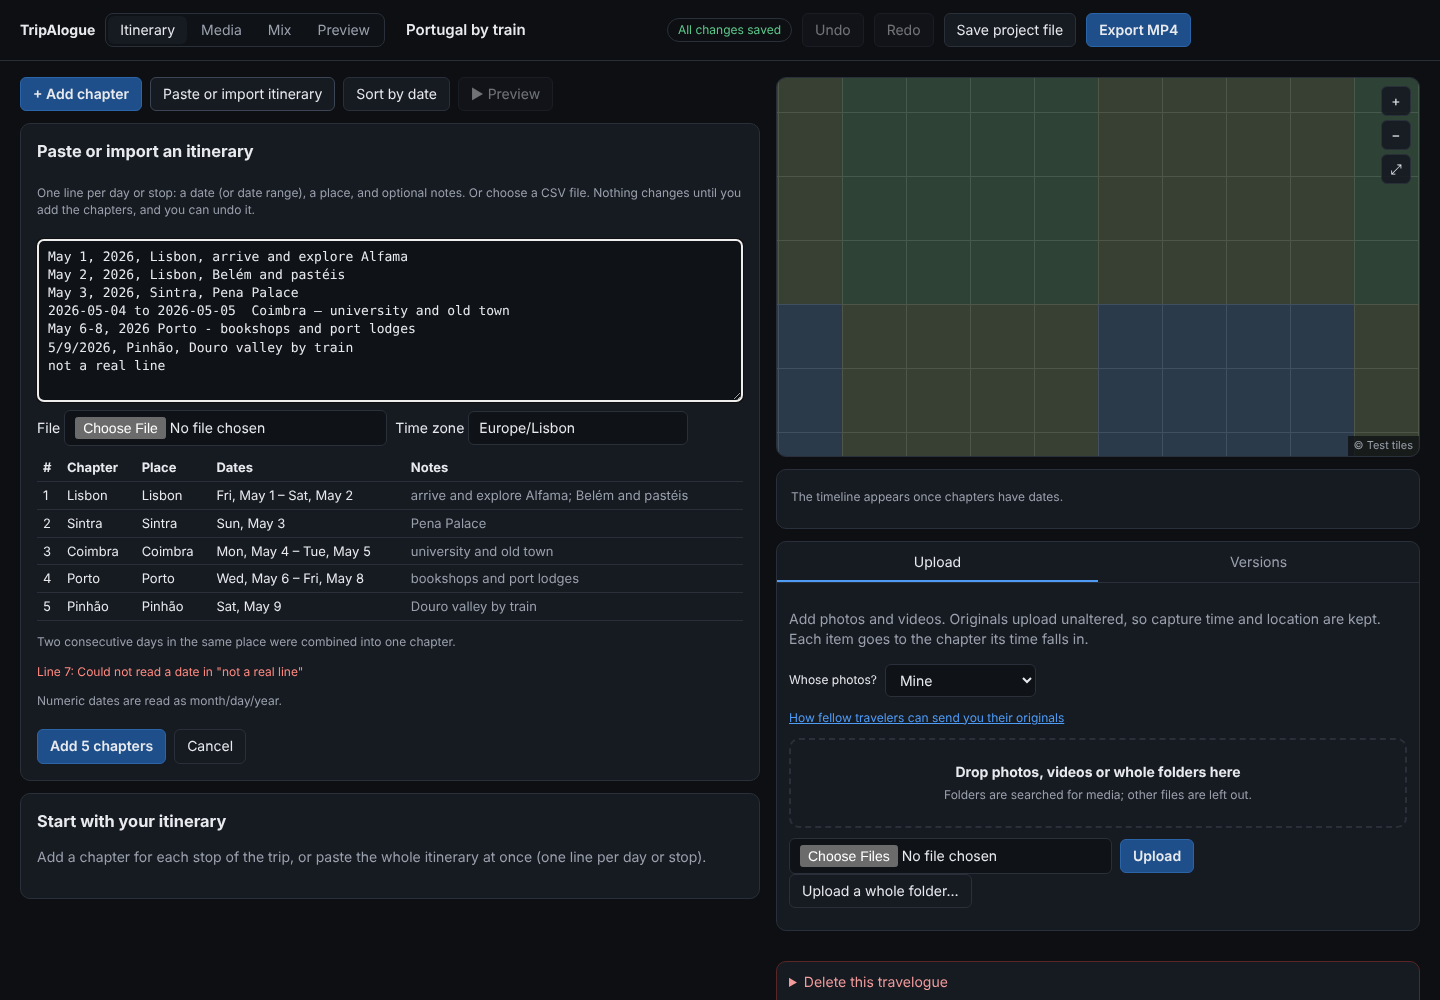 TripAlogue
Itinerary
Media
Mix
Preview
Portugal by train
All changes saved
Undo
Redo
Save project file
Export MP4
+ Add chapter
Paste or import itinerary
Sort by date
▶ Preview
Paste or import an itinerary
One line per day or stop: a date (or date range), a place, and optional notes. Or choose a CSV file. Nothing changes until you
add the chapters, and you can undo it.
May 1, 2026, Lisbon, arrive and explore Alfama
May 2, 2026, Lisbon, Belém and pastéis
May 3, 2026, Sintra, Pena Palace
2026-05-04 to 2026-05-05  Coimbra — university and old town
May 6-8, 2026 Porto - bookshops and port lodges
5/9/2026, Pinhão, Douro valley by train
not a real line
File Choose File No file chosen Time zone Europe/Lisbon
# Chapter Place Dates Notes
1 Lisbon Lisbon Fri, May 1 – Sat, May 2 arrive and explore Alfama; Belém and pastéis
2 Sintra Sintra Sun, May 3 Pena Palace
3 Coimbra Coimbra Mon, May 4 – Tue, May 5 university and old town
4 Porto Porto Wed, May 6 – Fri, May 8 bookshops and port lodges
5 Pinhão Pinhão Sat, May 9 Douro valley by train
Two consecutive days in the same place were combined into one chapter.
Line 7: Could not read a date in "not a real line"
Numeric dates are read as month/day/year.
Add 5 chapters
Cancel
Start with your itinerary
Add a chapter for each stop of the trip, or paste the whole itinerary at once (one line per day or stop).
+
−
⤢
© Test tiles
The timeline appears once chapters have dates.
Upload
Versions
Add photos and videos. Originals upload unaltered, so capture time and location are kept.
Each item goes to the chapter its time falls in.
Whose photos? Mine
How fellow travelers can send you their originals
Drop photos, videos or whole folders here
Folders are searched for media; other files are left out.
Choose Files No file chosen
Upload
Upload a whole folder...
▶ Delete this travelogue